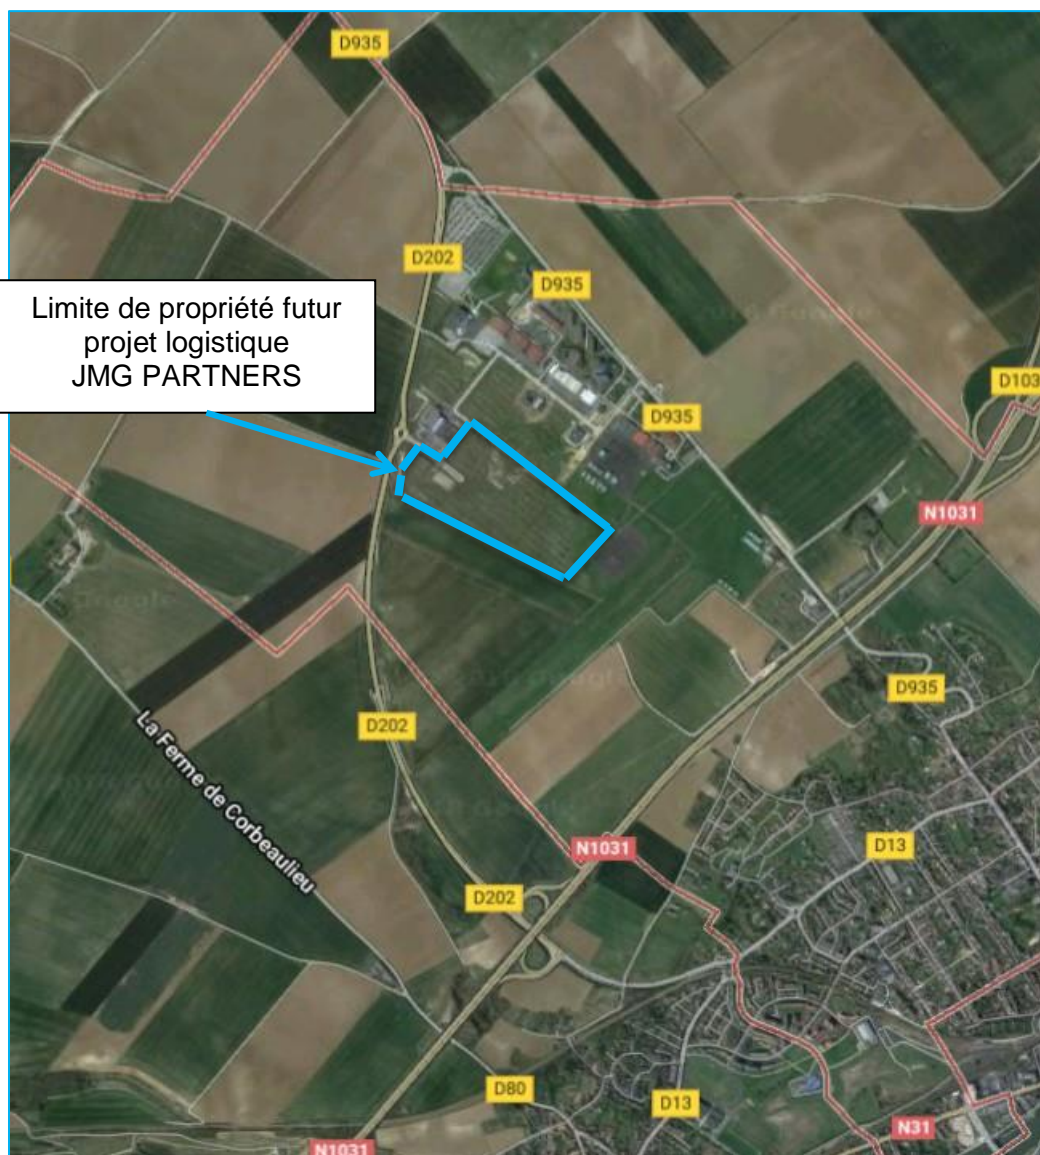 D935
D202
D935
Limite de propriété futur
projet logistique
JMG PARTNERS
D103
D935
N1031
D935
D202
La Ferme de Corbeaulieu
N1031
D13
D202
D80
D13
N31
N1031